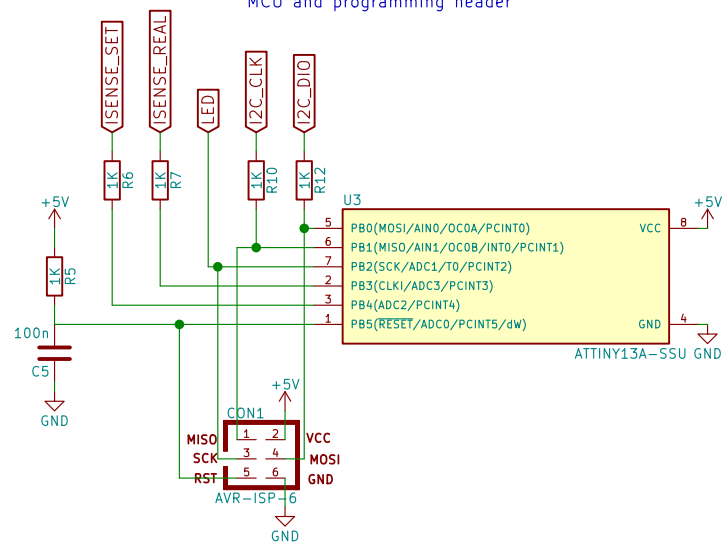 MCU and programming header
ISENSE_SET
ISENSE_REAL
LED
I2C_CLK
I2C_DIO
1K
R6
1K
R7
1K
R10
1K
R12
+5V
1K
R5
100n
C5
GND
U3
5 PB0(MOSI/AIN0/OC0A/PCINT0)
6 PB1(MISO/AIN1/OC0B/INT0/PCINT1)
7 PB2(SCK/ADC1/T0/PCINT2)
2 PB3(CLKI/ADC3/PCINT3)
3 PB4(ADC2/PCINT4)
1 PB5(RESET/ADC0/PCINT5/dW)
VCC 8
+5V
GND 4
ATTINY13A-SSU
GND
+5V
CON1
MISO 1 2 VCC
SCK 3 4 MOSI
RST 5 6 GND
AVR-ISP-6
GND